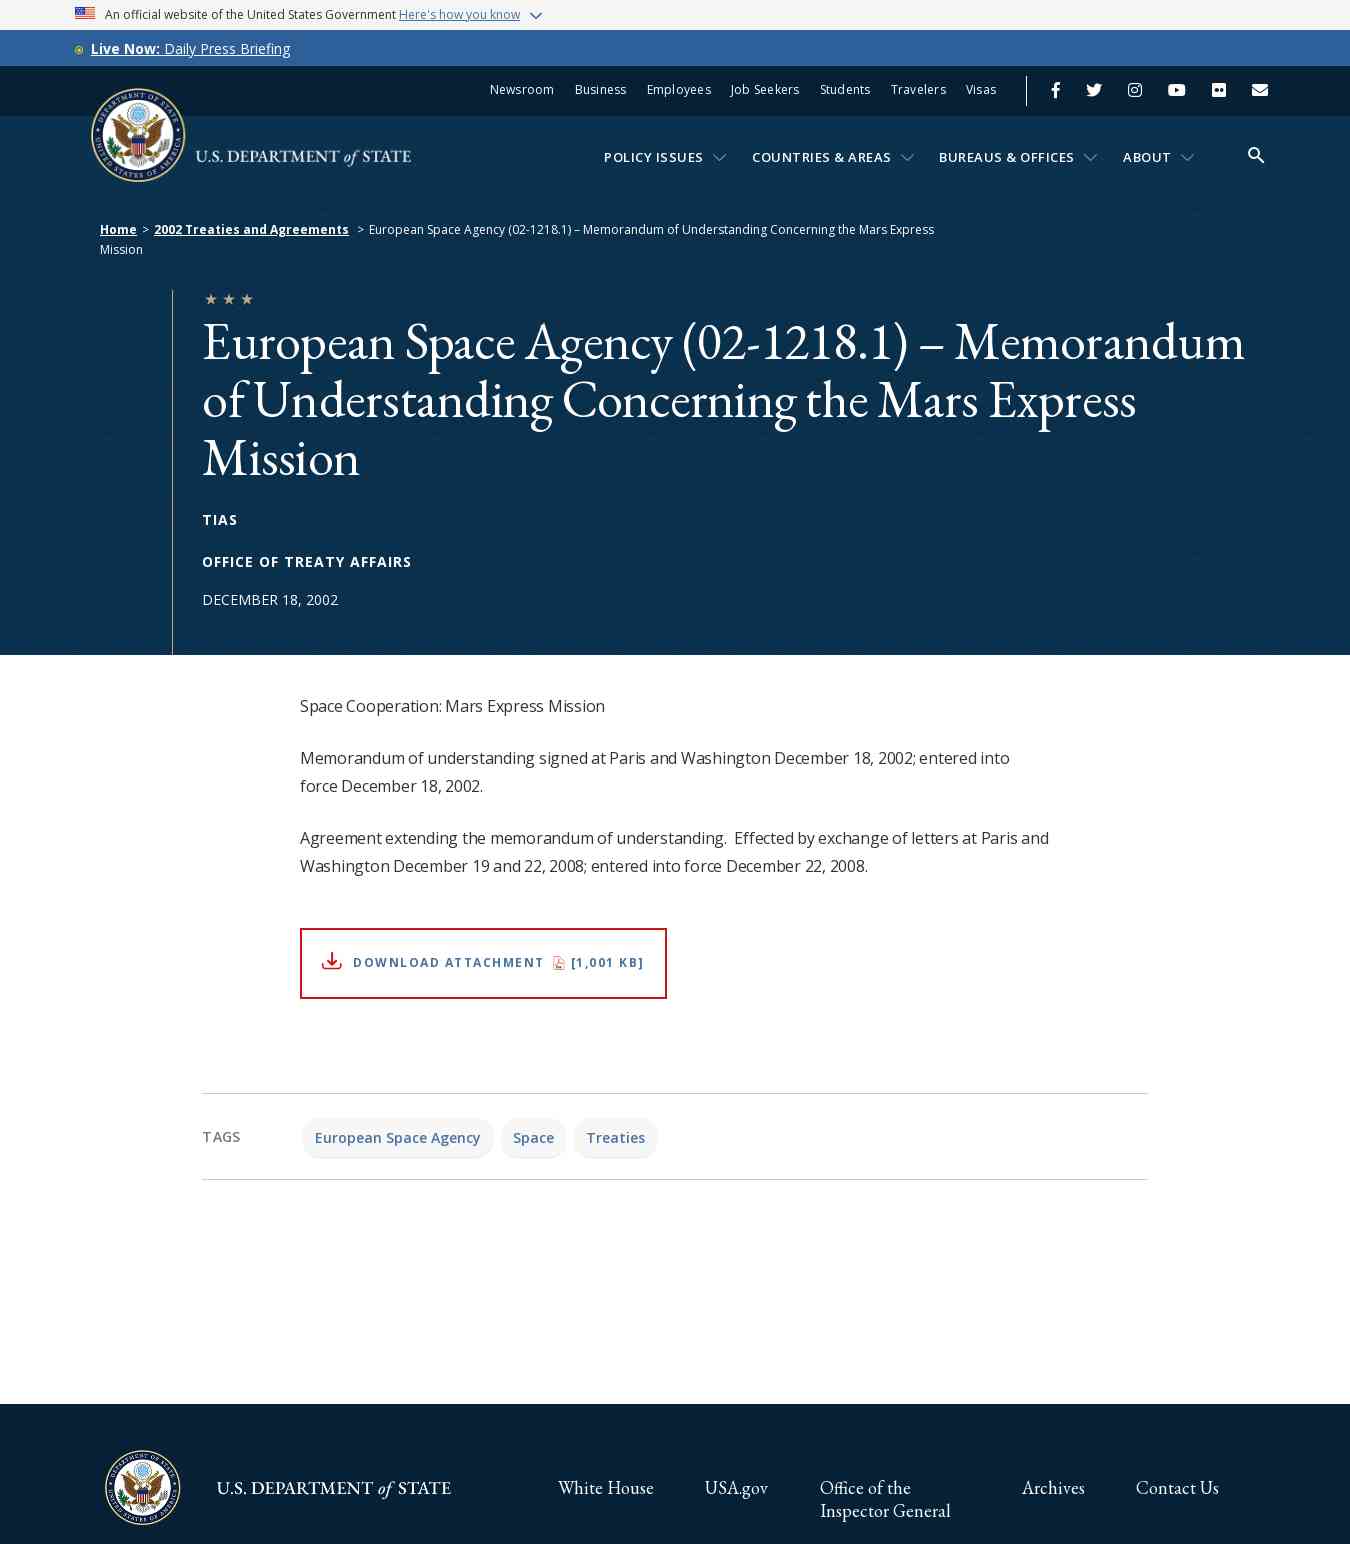 An official website of the United States Government Here's how you know
Live Now: Daily Press Briefing
Newsroom Business Employees Job Seekers Students Travelers Visas
U.S. DEPARTMENT of STATE
POLICY ISSUES COUNTRIES & AREAS BUREAUS & OFFICES ABOUT
Home > 2002 Treaties and Agreements > European Space Agency (02-1218.1) – Memorandum of Understanding Concerning the Mars Express
Mission
European Space Agency (02-1218.1) – Memorandum
of Understanding Concerning the Mars Express
Mission
TIAS
OFFICE OF TREATY AFFAIRS
DECEMBER 18, 2002
Space Cooperation: Mars Express Mission
Memorandum of understanding signed at Paris and Washington December 18, 2002; entered into
force December 18, 2002.
Agreement extending the memorandum of understanding.  Effected by exchange of letters at Paris and
Washington December 19 and 22, 2008; entered into force December 22, 2008.
DOWNLOAD ATTACHMENT [1,001 KB]
TAGS European Space Agency Space Treaties
DEPARTMENT OF STATE
UNITED STATES OF AMERICA
U.S. DEPARTMENT of STATE
White House USA.gov Office of the
Inspector General Archives Contact Us